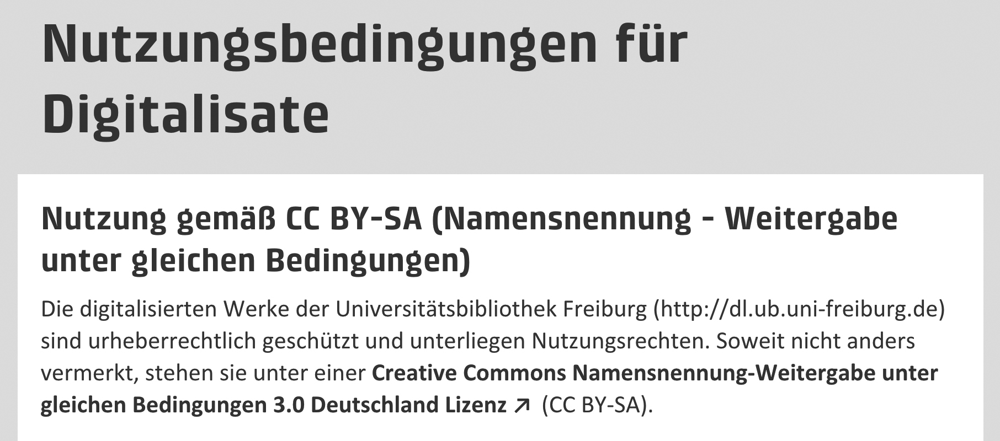 Nutzungsbedingungen für
Digitalisate
Nutzung gemäß CC BY-SA (Namensnennung - Weitergabe
unter gleichen Bedingungen)
Die digitalisierten Werke der Universitätsbibliothek Freiburg (http://dl.ub.uni-freiburg.de)
sind urheberrechtlich geschützt und unterliegen Nutzungsrechten. Soweit nicht anders
vermerkt, stehen sie unter einer Creative Commons Namensnennung-Weitergabe unter
gleichen Bedingungen 3.0 Deutschland Lizenz ↗ (CC BY-SA).